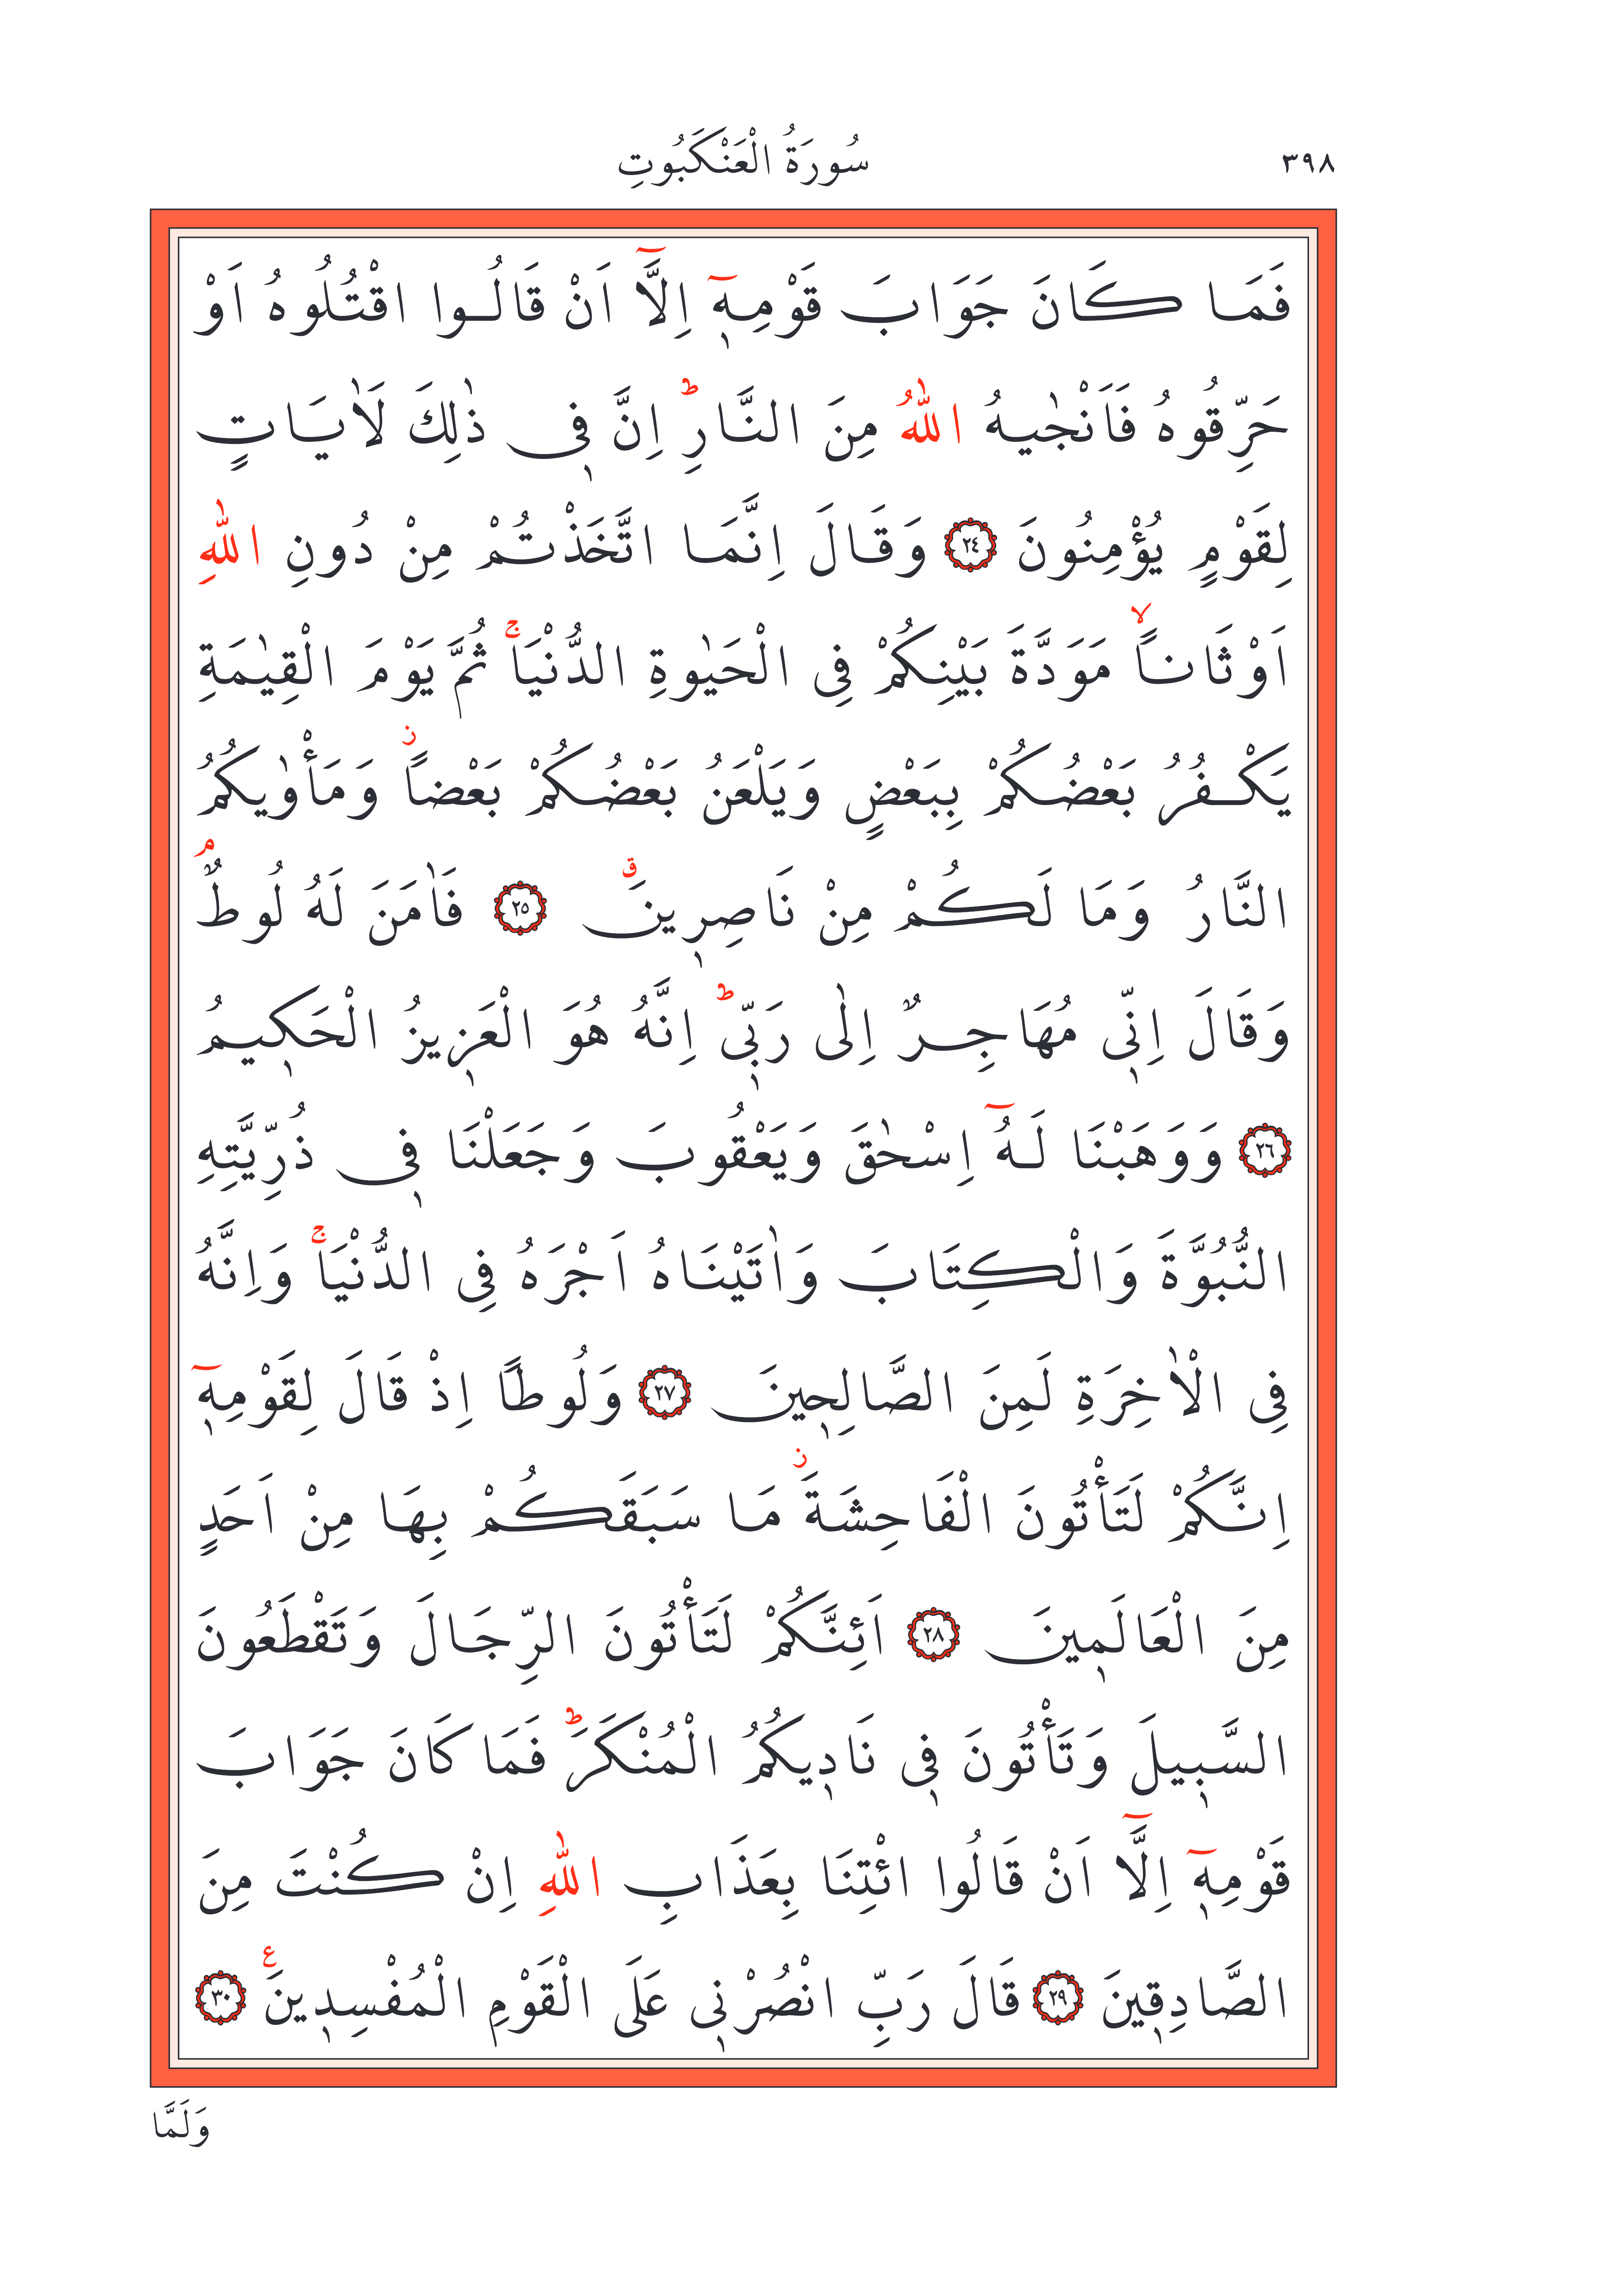 ٣٩٨
سُورَةُ الْعَنْكَبُوتِ
فَمَا كَانَ جَوَابَ قَوْمِه۪ٓ اِلَّٓا اَنْ قَالُوا اقْتُلُوهُ اَوْ
حَرِّقُوهُ فَاَنْجٰيهُ اللّٰهُ مِنَ النَّارِۜ اِنَّ ف۪ى ذٰلِكَ لَاٰيَاتٍ
لِقَوْمٍ يُؤْمِنُونَ ﴿٢٤﴾ وَقَالَ اِنَّمَا اتَّخَذْتُمْ مِنْ دُونِ اللّٰهِ
اَوْثَانًاۙ مَوَدَّةَ بَيْنِكُمْ فِى الْحَيٰوةِ الدُّنْيَاۚ ثُمَّ يَوْمَ الْقِيٰمَةِ
يَكْفُرُ بَعْضُكُمْ بِبَعْضٍ وَيَلْعَنُ بَعْضُكُمْ بَعْضًاۘ وَمَأْوٰيكُمُ
النَّارُ وَمَا لَكُمْ مِنْ نَاصِر۪ينَۗ ﴿٢٥﴾ فَاٰمَنَ لَهُ لُوطٌۢ
وَقَالَ اِنّ۪ى مُهَاجِرٌ اِلٰى رَبّ۪ىۜ اِنَّهُ هُوَ الْعَز۪يزُ الْحَك۪يمُ
﴿٢٦﴾ وَوَهَبْنَا لَهُٓ اِسْحٰقَ وَيَعْقُوبَ وَجَعَلْنَا ف۪ى ذُرِّيَّتِهِ
النُّبُوَّةَ وَالْكِتَابَ وَاٰتَيْنَاهُ اَجْرَهُ فِى الدُّنْيَاۚ وَاِنَّهُ
فِى الْاٰخِرَةِ لَمِنَ الصَّالِح۪ينَ ﴿٢٧﴾ وَلُوطًا اِذْ قَالَ لِقَوْمِه۪ٓ
اِنَّكُمْ لَتَأْتُونَ الْفَاحِشَةَۘ مَا سَبَقَكُمْ بِهَا مِنْ اَحَدٍ
مِنَ الْعَالَم۪ينَ ﴿٢٨﴾ اَئِنَّكُمْ لَتَأْتُونَ الرِّجَالَ وَتَقْطَعُونَ
السَّب۪يلَ وَتَأْتُونَ ف۪ى نَاد۪يكُمُ الْمُنْكَرَۜ فَمَا كَانَ جَوَابَ
قَوْمِه۪ٓ اِلَّٓا اَنْ قَالُوا ائْتِنَا بِعَذَابِ اللّٰهِ اِنْ كُنْتَ مِنَ
الصَّادِق۪ينَ ﴿٢٩﴾ قَالَ رَبِّ انْصُرْن۪ى عَلَى الْقَوْمِ الْمُفْسِد۪ينَ ع ﴿٣٠﴾
وَلَمَّا